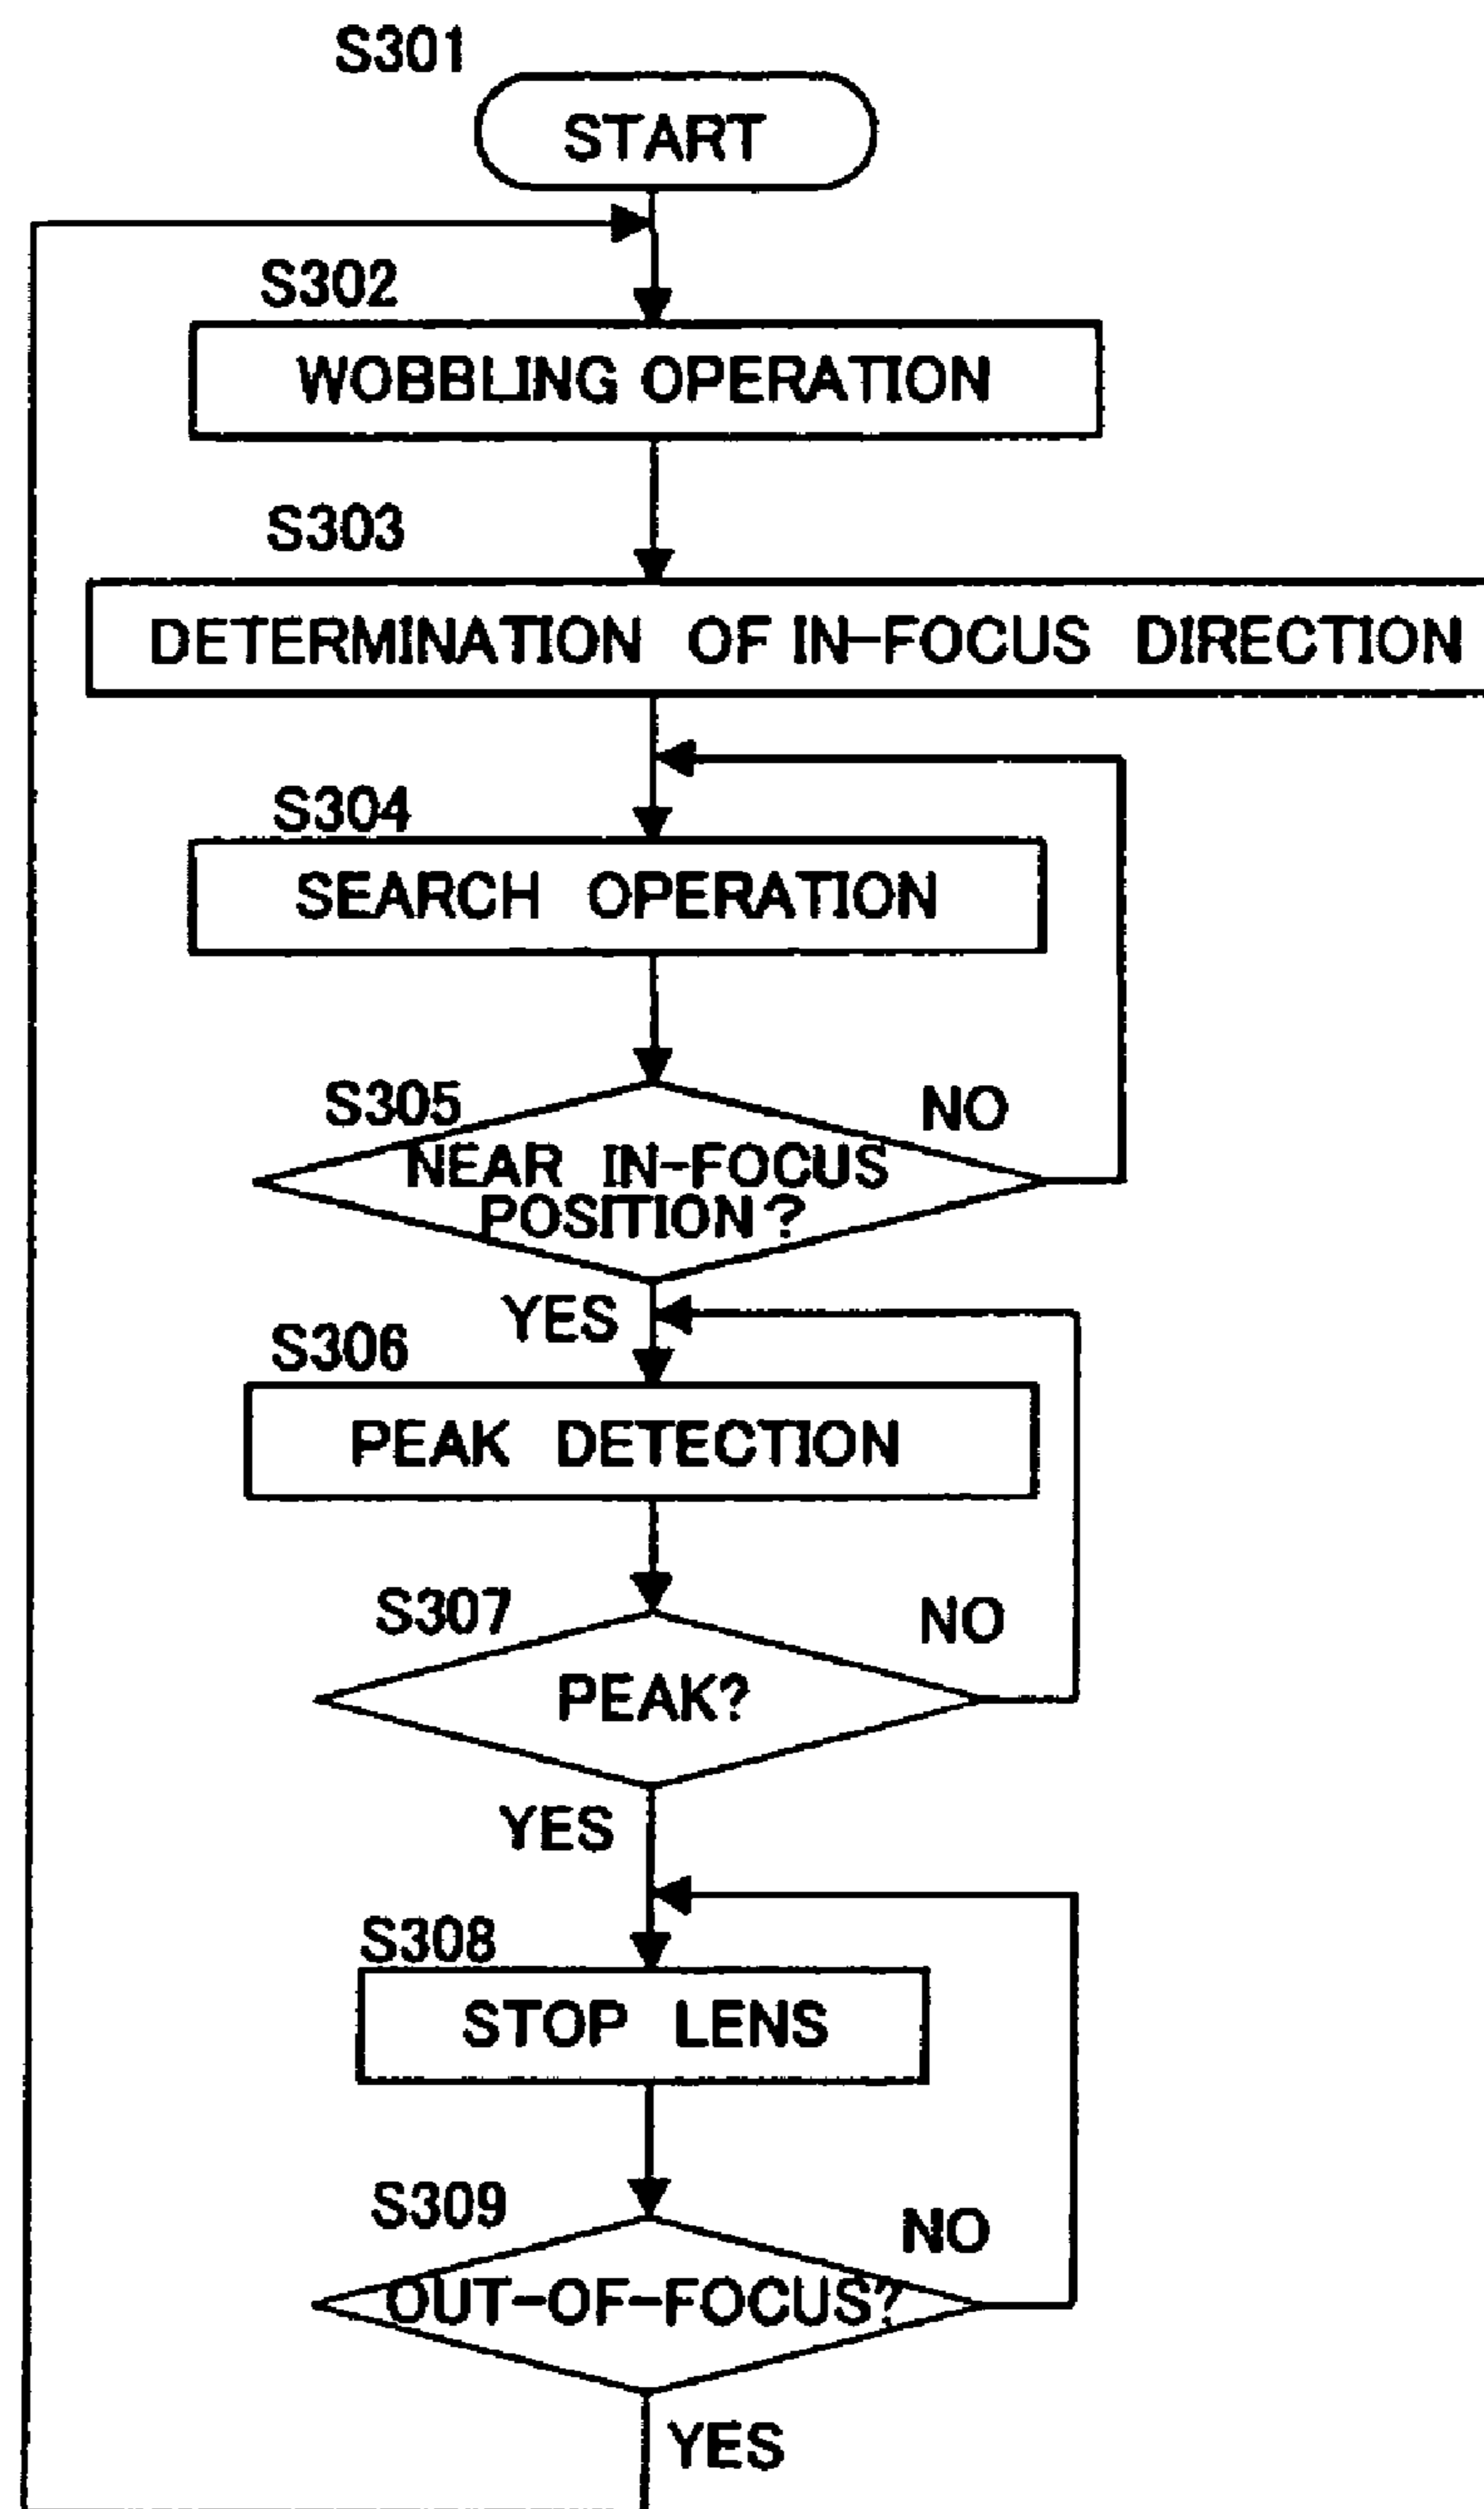 S301
START
S302
WOBBLING OPERATION
S303
DETERMINATION OF IN-FOCUS DIRECTION
S304
SEARCH OPERATION
S305
NO
NEAR IN-FOCUS
POSITION?
YES
S306
PEAK DETECTION
S307
NO
PEAK?
YES
S308
STOP LENS
S309
NO
OUT-OF-FOCUS?
YES